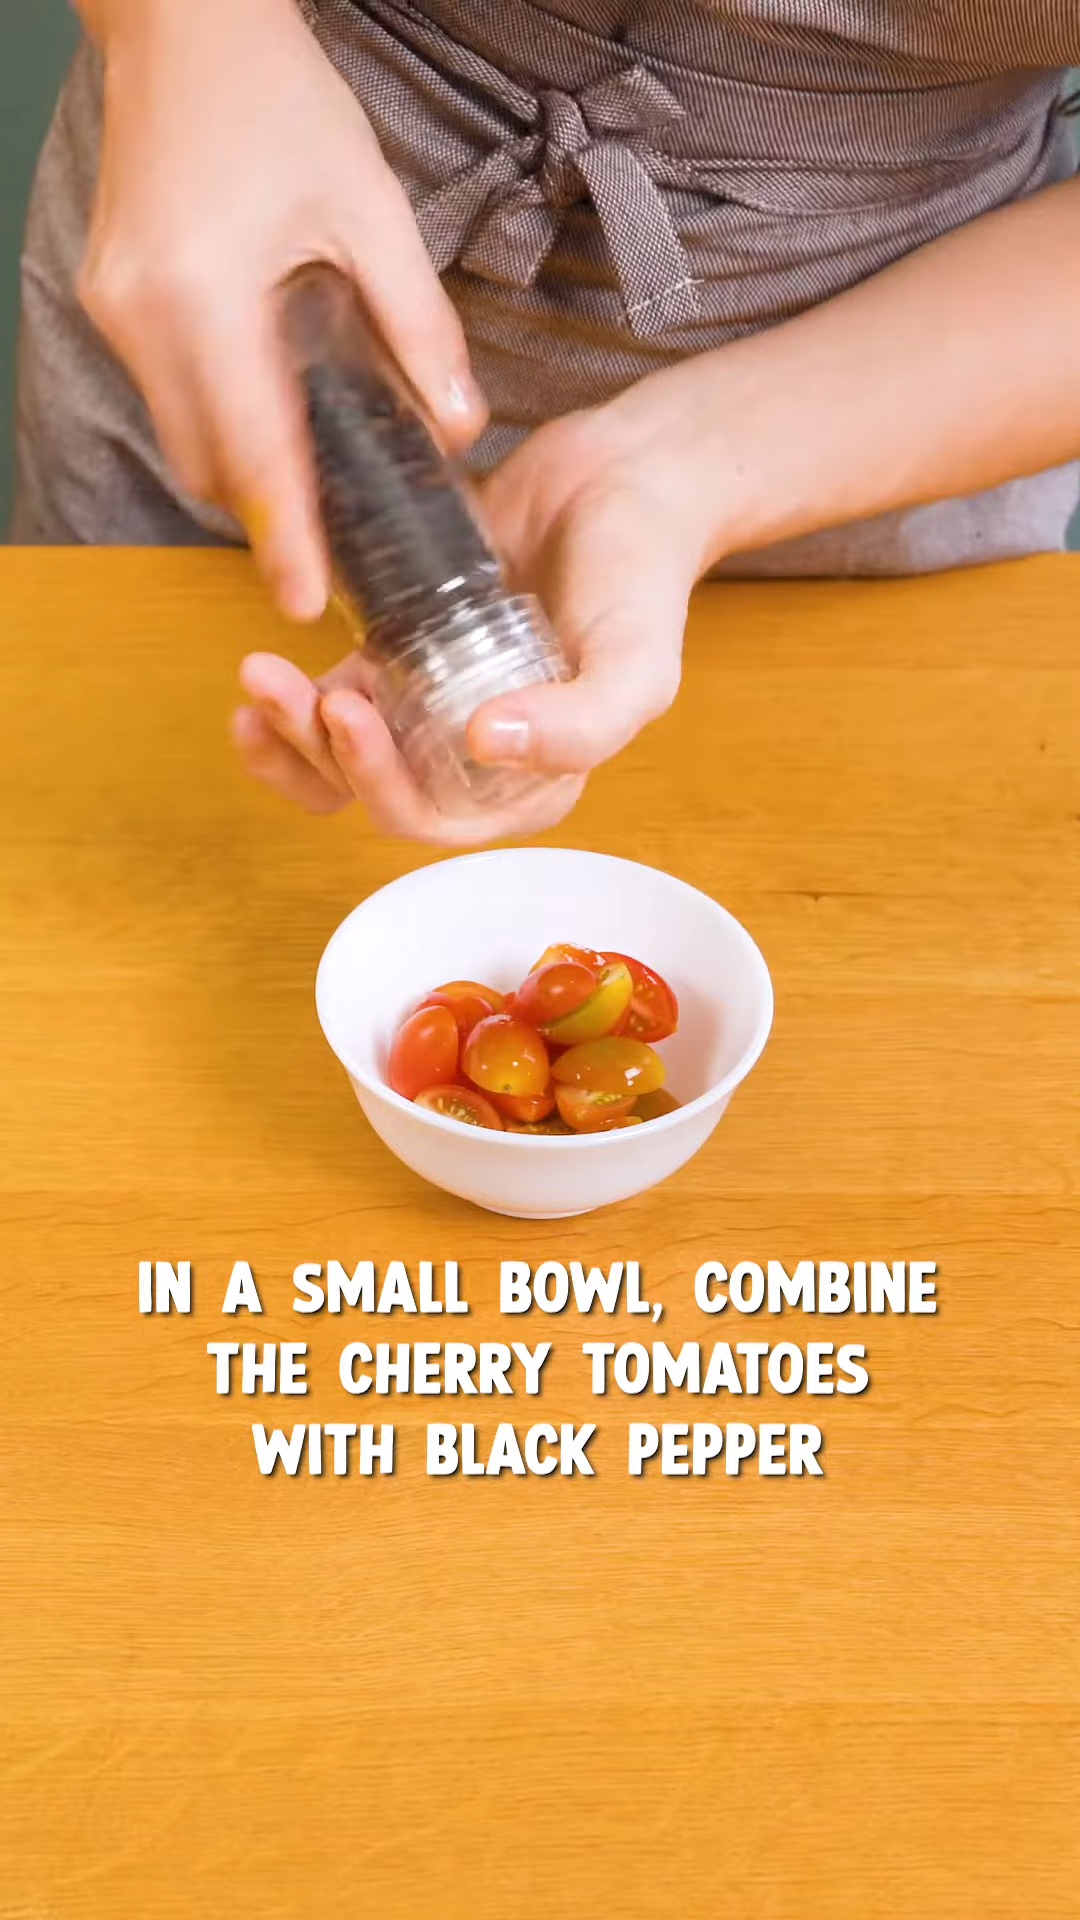 IN A SMALL BOWL, COMBINE
THE CHERRY TOMATOES
WITH BLACK PEPPER